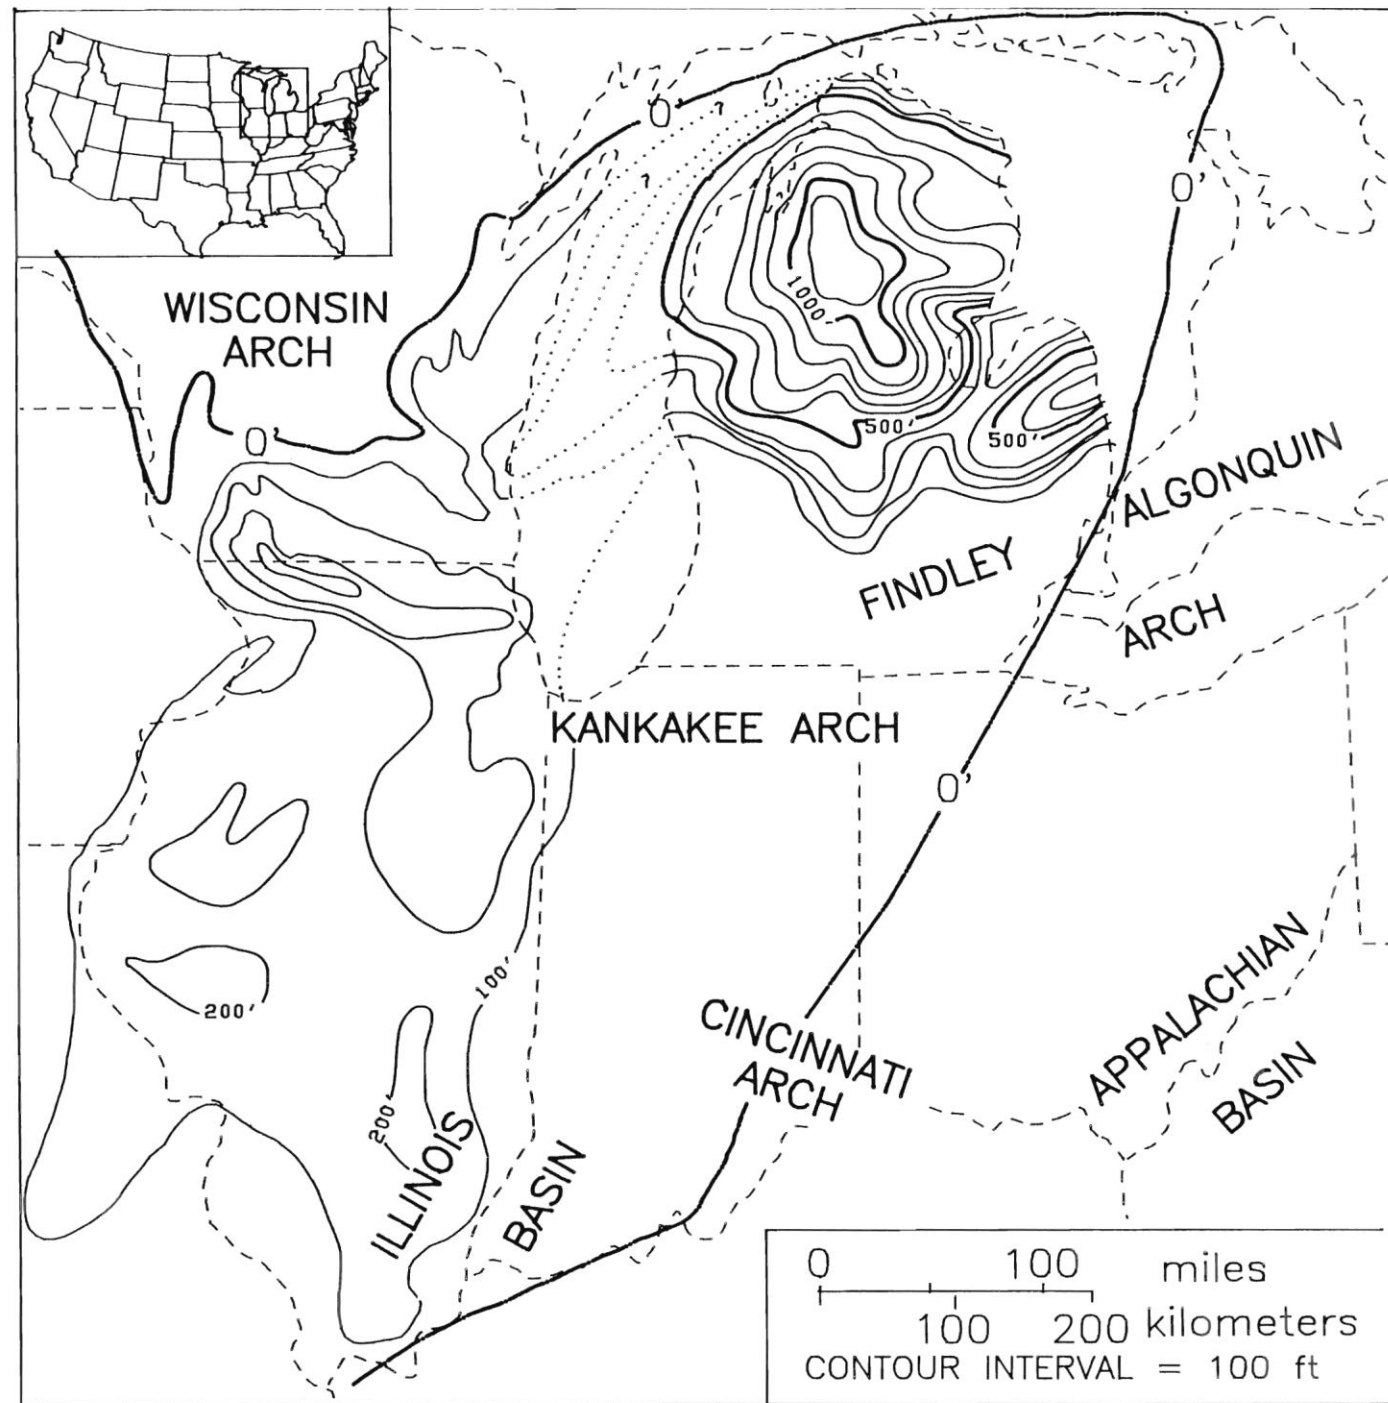 0'
0'
WISCONSIN
ARCH
1000'
0'
500'
500'
ALGONQUIN
FINDLEY
ARCH
KANKAKEE ARCH
0'
100'
200'
CINCINNATI
ARCH
APPALACHIAN
BASIN
200'
ILLINOIS
BASIN
0 100 miles
100 200 kilometers
CONTOUR INTERVAL = 100 ft
?
?